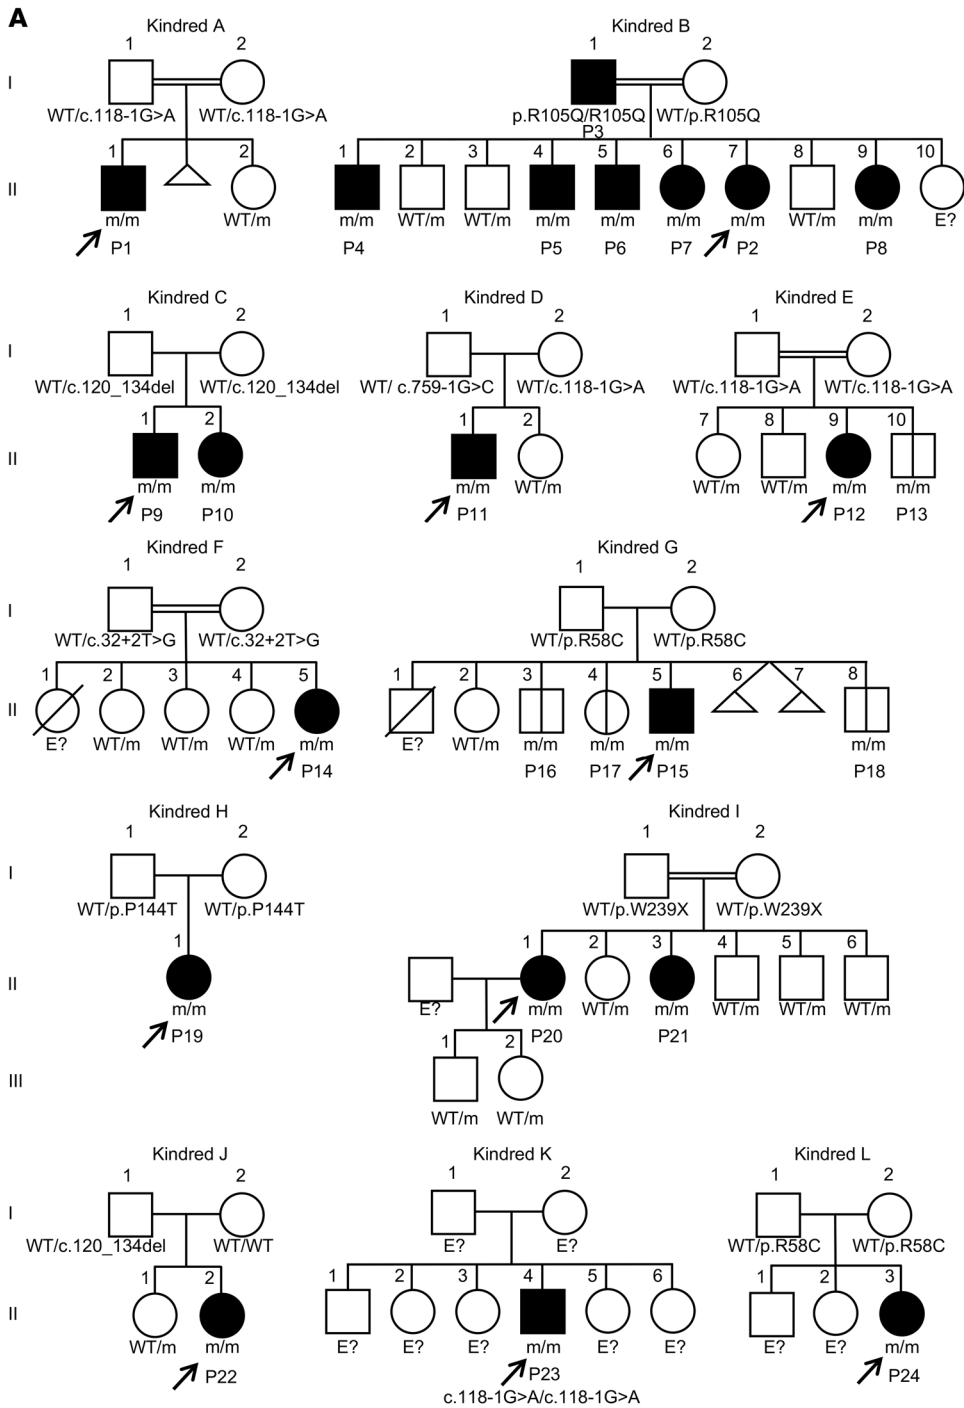 A
Kindred A
Kindred B
1 2 1 2
I
WT/c.118-1G>A WT/c.118-1G>A p.R105Q/R105Q WT/p.R105Q
P3
1 2 1 2 3 4 5 6 7 8 9 10
II
m/m WT/m m/m WT/m WT/m m/m m/m m/m m/m WT/m m/m E?
P1 P4 P5 P6 P7 P2 P8
Kindred C Kindred D Kindred E
1 2 1 2 1 2
I
WT/c.120_134del WT/c.120_134del WT/ c.759-1G>C WT/c.118-1G>A WT/c.118-1G>A WT/c.118-1G>A
1 2 1 2 7 8 9 10
II
m/m m/m m/m WT/m WT/m WT/m m/m m/m
P9 P10 P11 P12 P13
Kindred F Kindred G
1 2 1 2
I
WT/c.32+2T>G WT/c.32+2T>G WT/p.R58C WT/p.R58C
1 2 3 4 5 1 2 3 4 5 6 7 8
II
E? WT/m WT/m WT/m m/m E? WT/m m/m m/m m/m m/m
P14 P16 P17 P15 P18
Kindred H Kindred I
1 2 1 2
I
WT/p.P144T WT/p.P144T WT/p.W239X WT/p.W239X
1 1 2 3 4 5 6
II
m/m E? m/m WT/m m/m WT/m WT/m WT/m
P19 P20 P21
1 2
III
WT/m WT/m
Kindred J Kindred K Kindred L
1 2 1 2 1 2
I
WT/c.120_134del WT/WT E? E? WT/p.R58C WT/p.R58C
1 2 1 2 3 4 5 6 1 2 3
II
WT/m m/m E? E? E? m/m E? E? E? E? m/m
P22 P23 P24
c.118-1G>A/c.118-1G>A